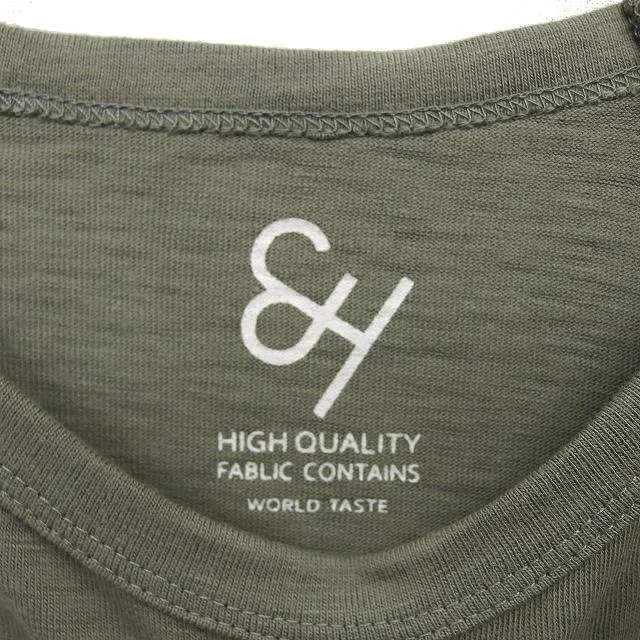 &H
HIGH QUALITY
FABLIC CONTAINS
WORLD TASTE